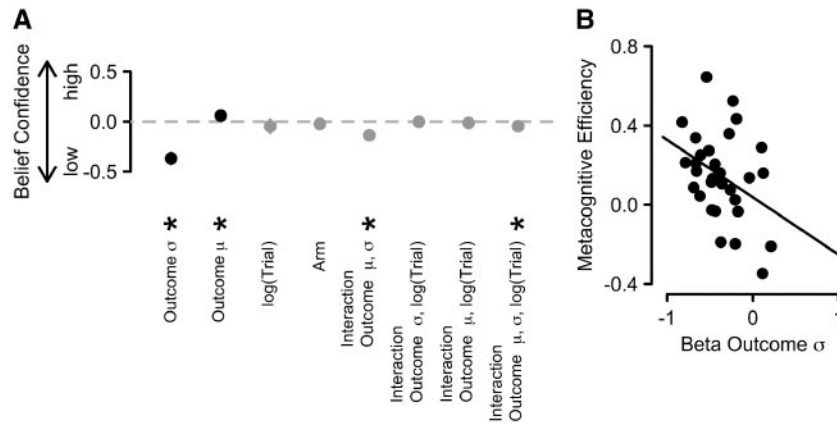 A
Belief Confidence
high
low
0.5
0.0
-0.5
*
*
*
*
Outcome σ
Outcome μ
log(Trial)
Arm
Interaction
Outcome μ, σ
Interaction
Outcome σ, log(Trial)
Interaction
Outcome μ, log(Trial)
Interaction
Outcome μ, σ, log(Trial)
B
Metacognitive Efficiency
0.8
0.4
0.0
-0.4
-1
0
1
Beta Outcome σ